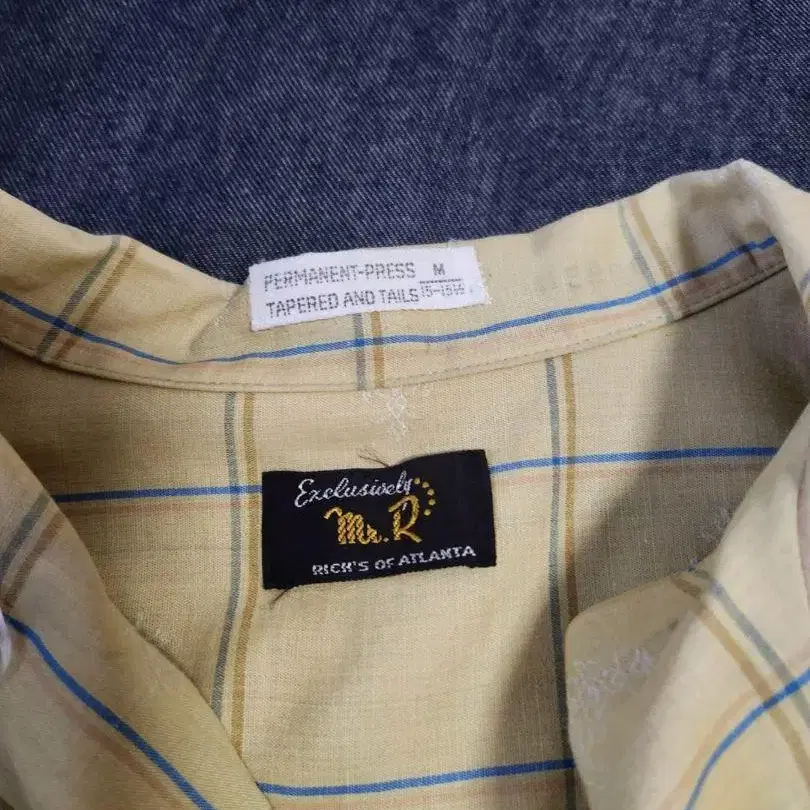 PERMANENT-PRESS M
TAPERED AND TAILS 15-15½
Exclusively
Mr. R
RICH'S OF ATLANTA